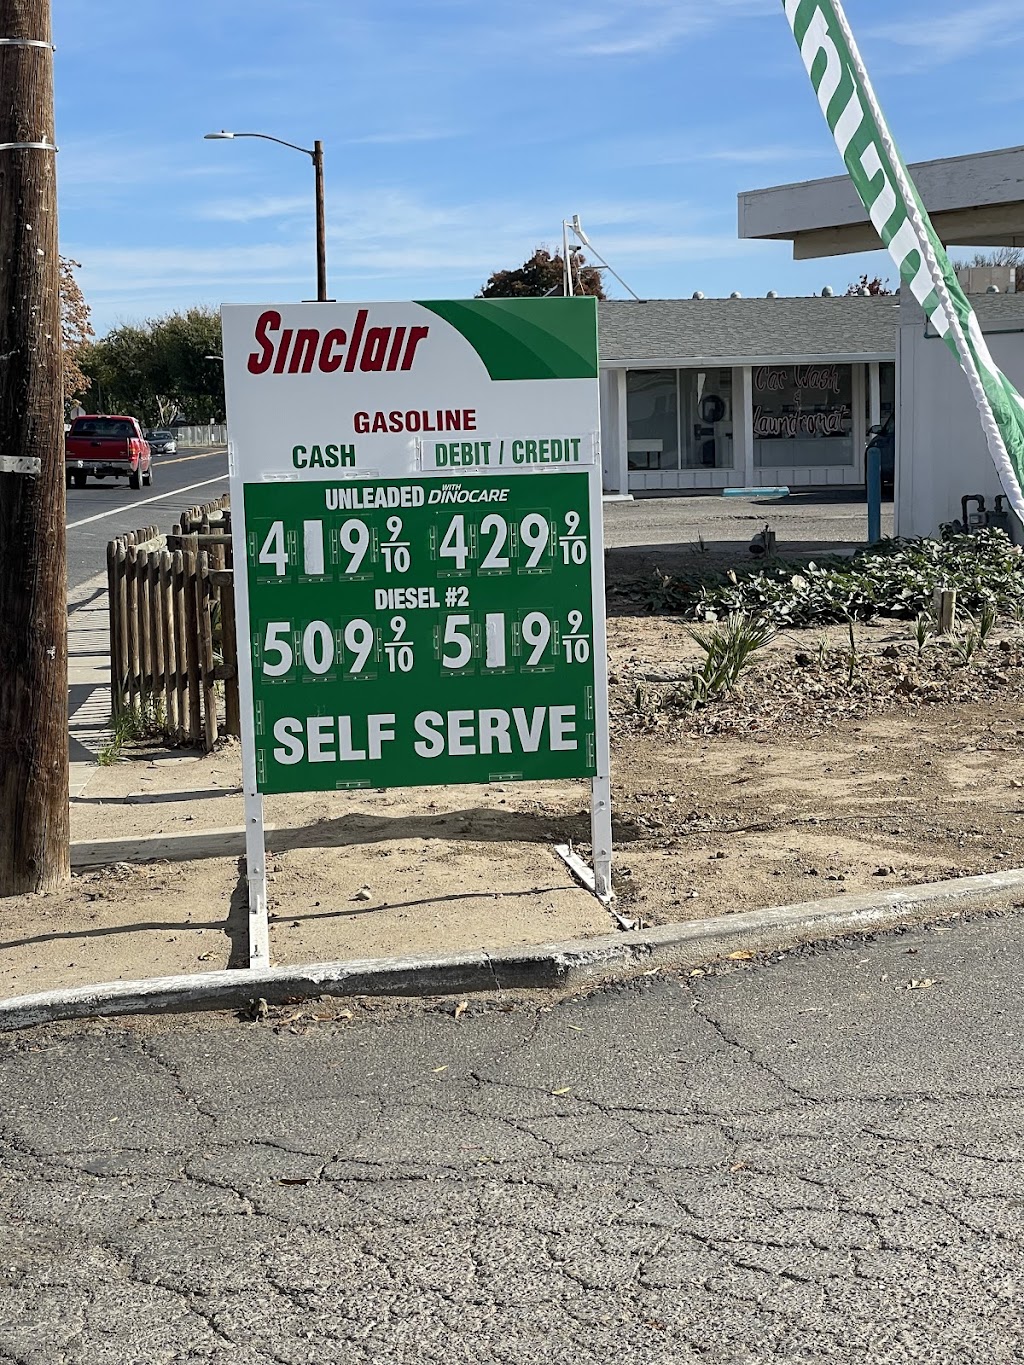 Sinclair
GASOLINE
CASH DEBIT / CREDIT
UNLEADED WITH DINOCARE
419 9/10 429 9/10
DIESEL #2
509 9/10 519 9/10
SELF SERVE
Car Wash
&
Laundromat